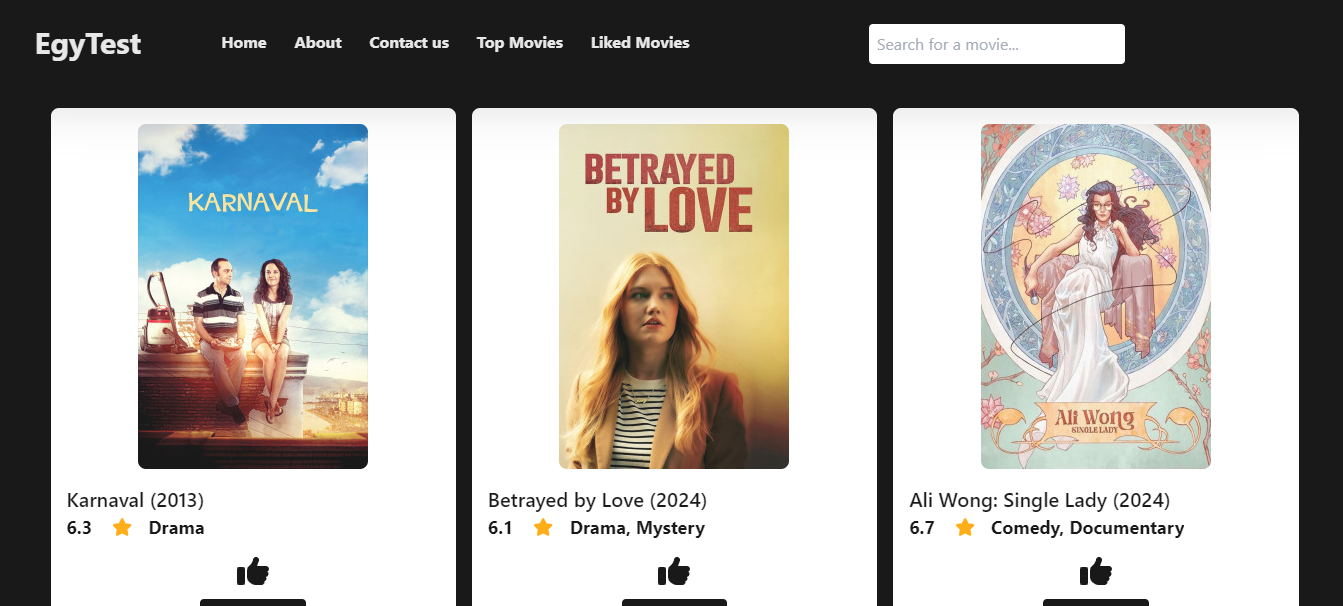 EgyTest
Home
About
Contact us
Top Movies
Liked Movies
Search for a movie...
KARNAVAL
BETRAYED
BY LOVE
Ali Wong
SINGLE LADY
Karnaval (2013)
6.3 Drama
Betrayed by Love (2024)
6.1 Drama, Mystery
Ali Wong: Single Lady (2024)
6.7 Comedy, Documentary